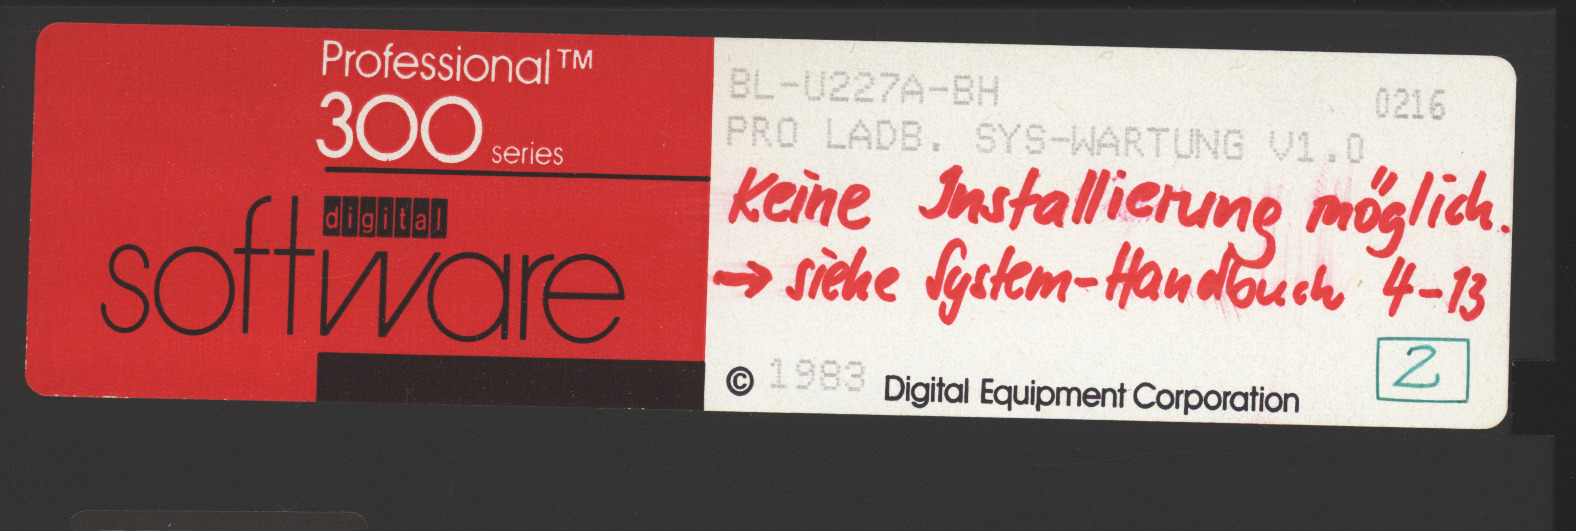 Professional™
300 series
digital
software
BL-U227A-BH
0216
PRO LADB. SYS-WARTUNG V1.0
Keine Installierung möglich.
→ siehe System-Handbuch 4-13
© 1983 Digital Equipment Corporation
2